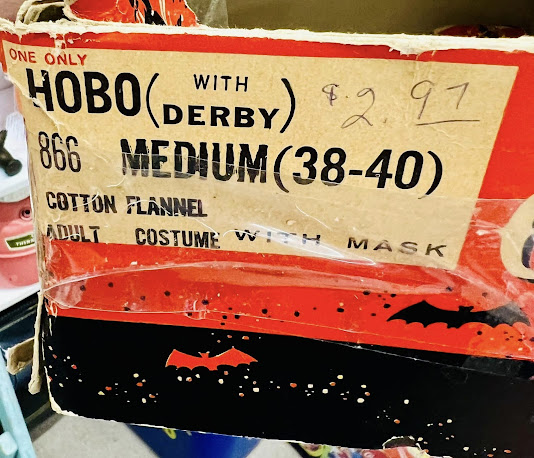 ONE ONLY
HOBO (WITH DERBY) $2.97
866 MEDIUM (38-40)
COTTON FLANNEL
ADULT COSTUME WITH MASK